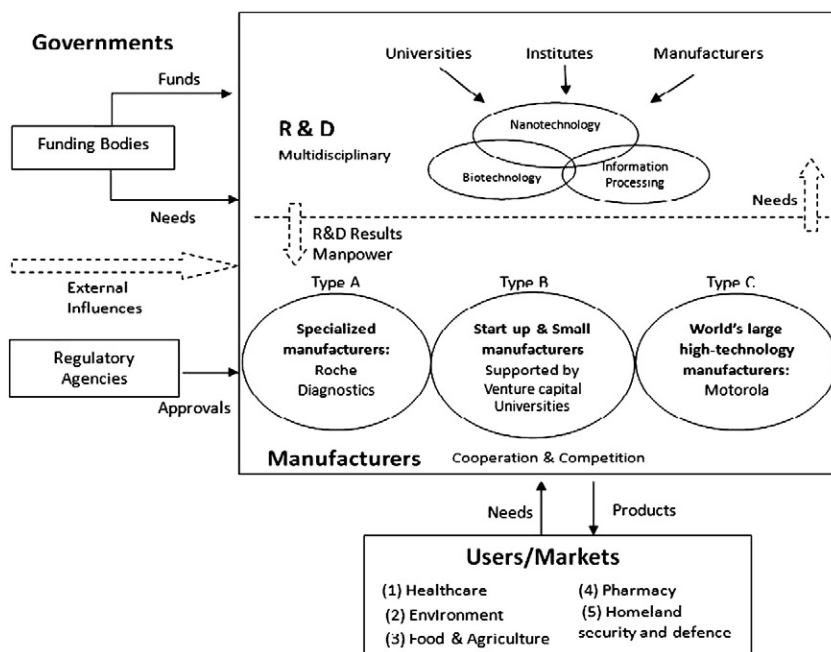 Governments
Funds
Funding Bodies
Needs
External
Influences
Regulatory
Agencies
Approvals
Universities
Institutes
Manufacturers
R & D
Multidisciplinary
Nanotechnology
Biotechnology
Information
Processing
Needs
R&D Results
Manpower
Type A
Type B
Type C
Specialized
manufacturers:
Roche
Diagnostics
Start up & Small
manufacturers
Supported by
Venture capital
Universities
World's large
high-technology
manufacturers:
Motorola
Manufacturers
Cooperation & Competition
Needs
Products
Users/Markets
(1) Healthcare
(2) Environment
(3) Food & Agriculture
(4) Pharmacy
(5) Homeland
security and defence